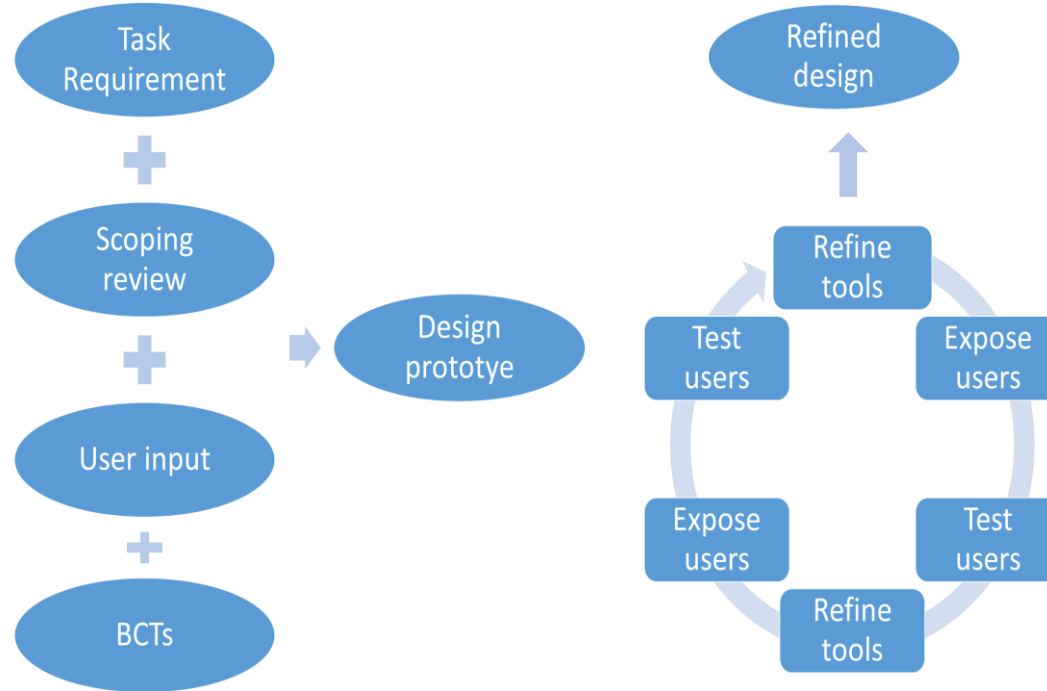 Task
Requirement
Scoping
review
User input
BCTs
Design
prototye
Refined
design
Refine
tools
Expose
users
Test
users
Refine
tools
Expose
users
Test
users